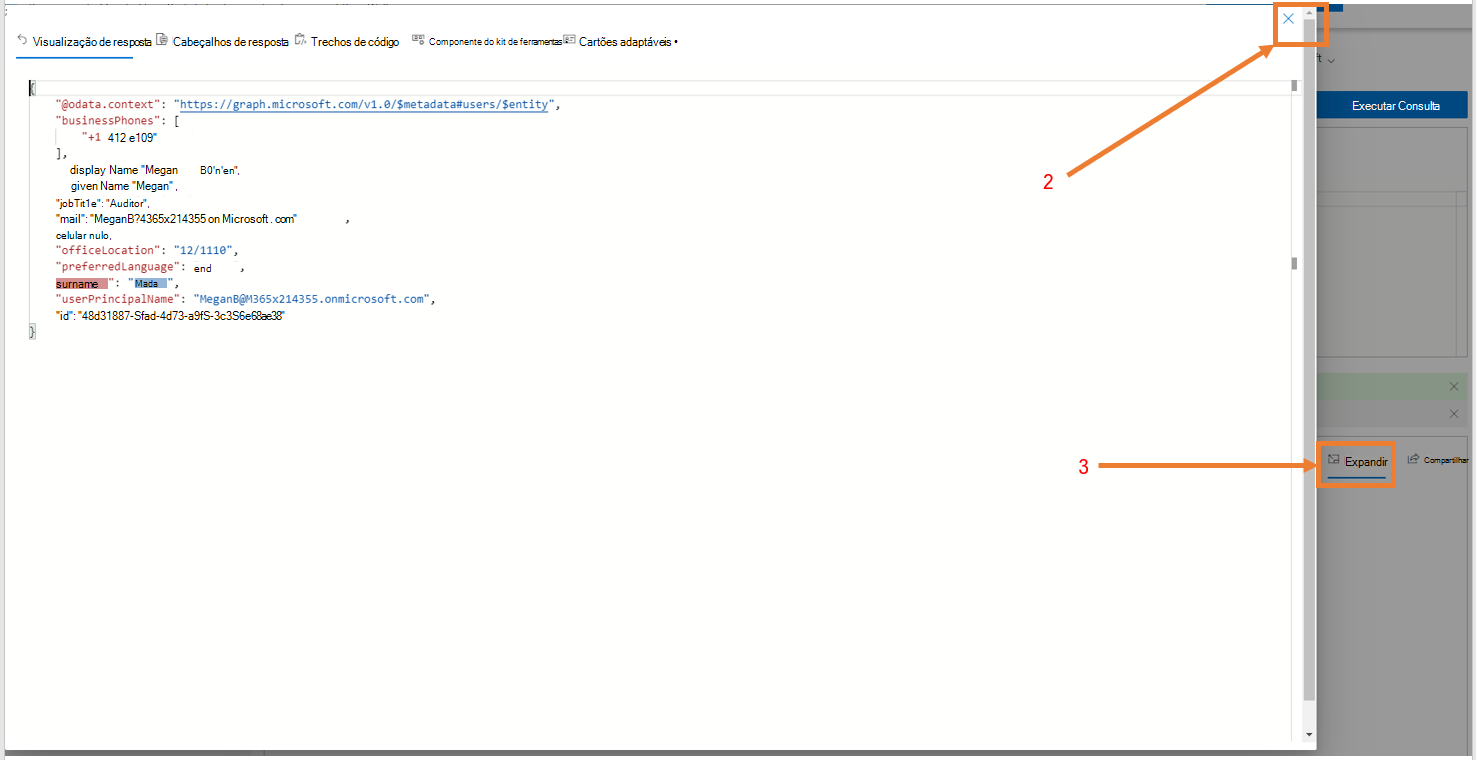 Visualização de resposta Cabeçalhos de resposta Trechos de código Componente do kit de ferramentas Cartões adaptáveis •
Executar Consulta
{
"@odata.context": "https://graph.microsoft.com/v1.0/$metadata#users/$entity",
"businessPhones": [
"+1 412 e109"
],
display Name "Megan B0'n'en",
given Name "Megan",
"jobTit1e": "Auditor",
"mail": "MeganB?4365x214355 on Microsoft. com" ,
celular nulo,
"officeLocation": "12/1110",
"preferredLanguage": end ,
surname ": "Mada ",
"userPrincipalName": "MeganB@M365x214355.onmicrosoft.com",
"id": "48d31887-Sfad-4d73-a9fS-3c3S6e68ae38"
}
2
3
Expandir Compartilhar